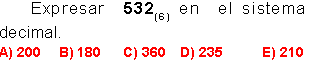 Expresar 532(6) en el sistema
decimal.
A) 200 B) 180 C) 360 D) 235 E) 210